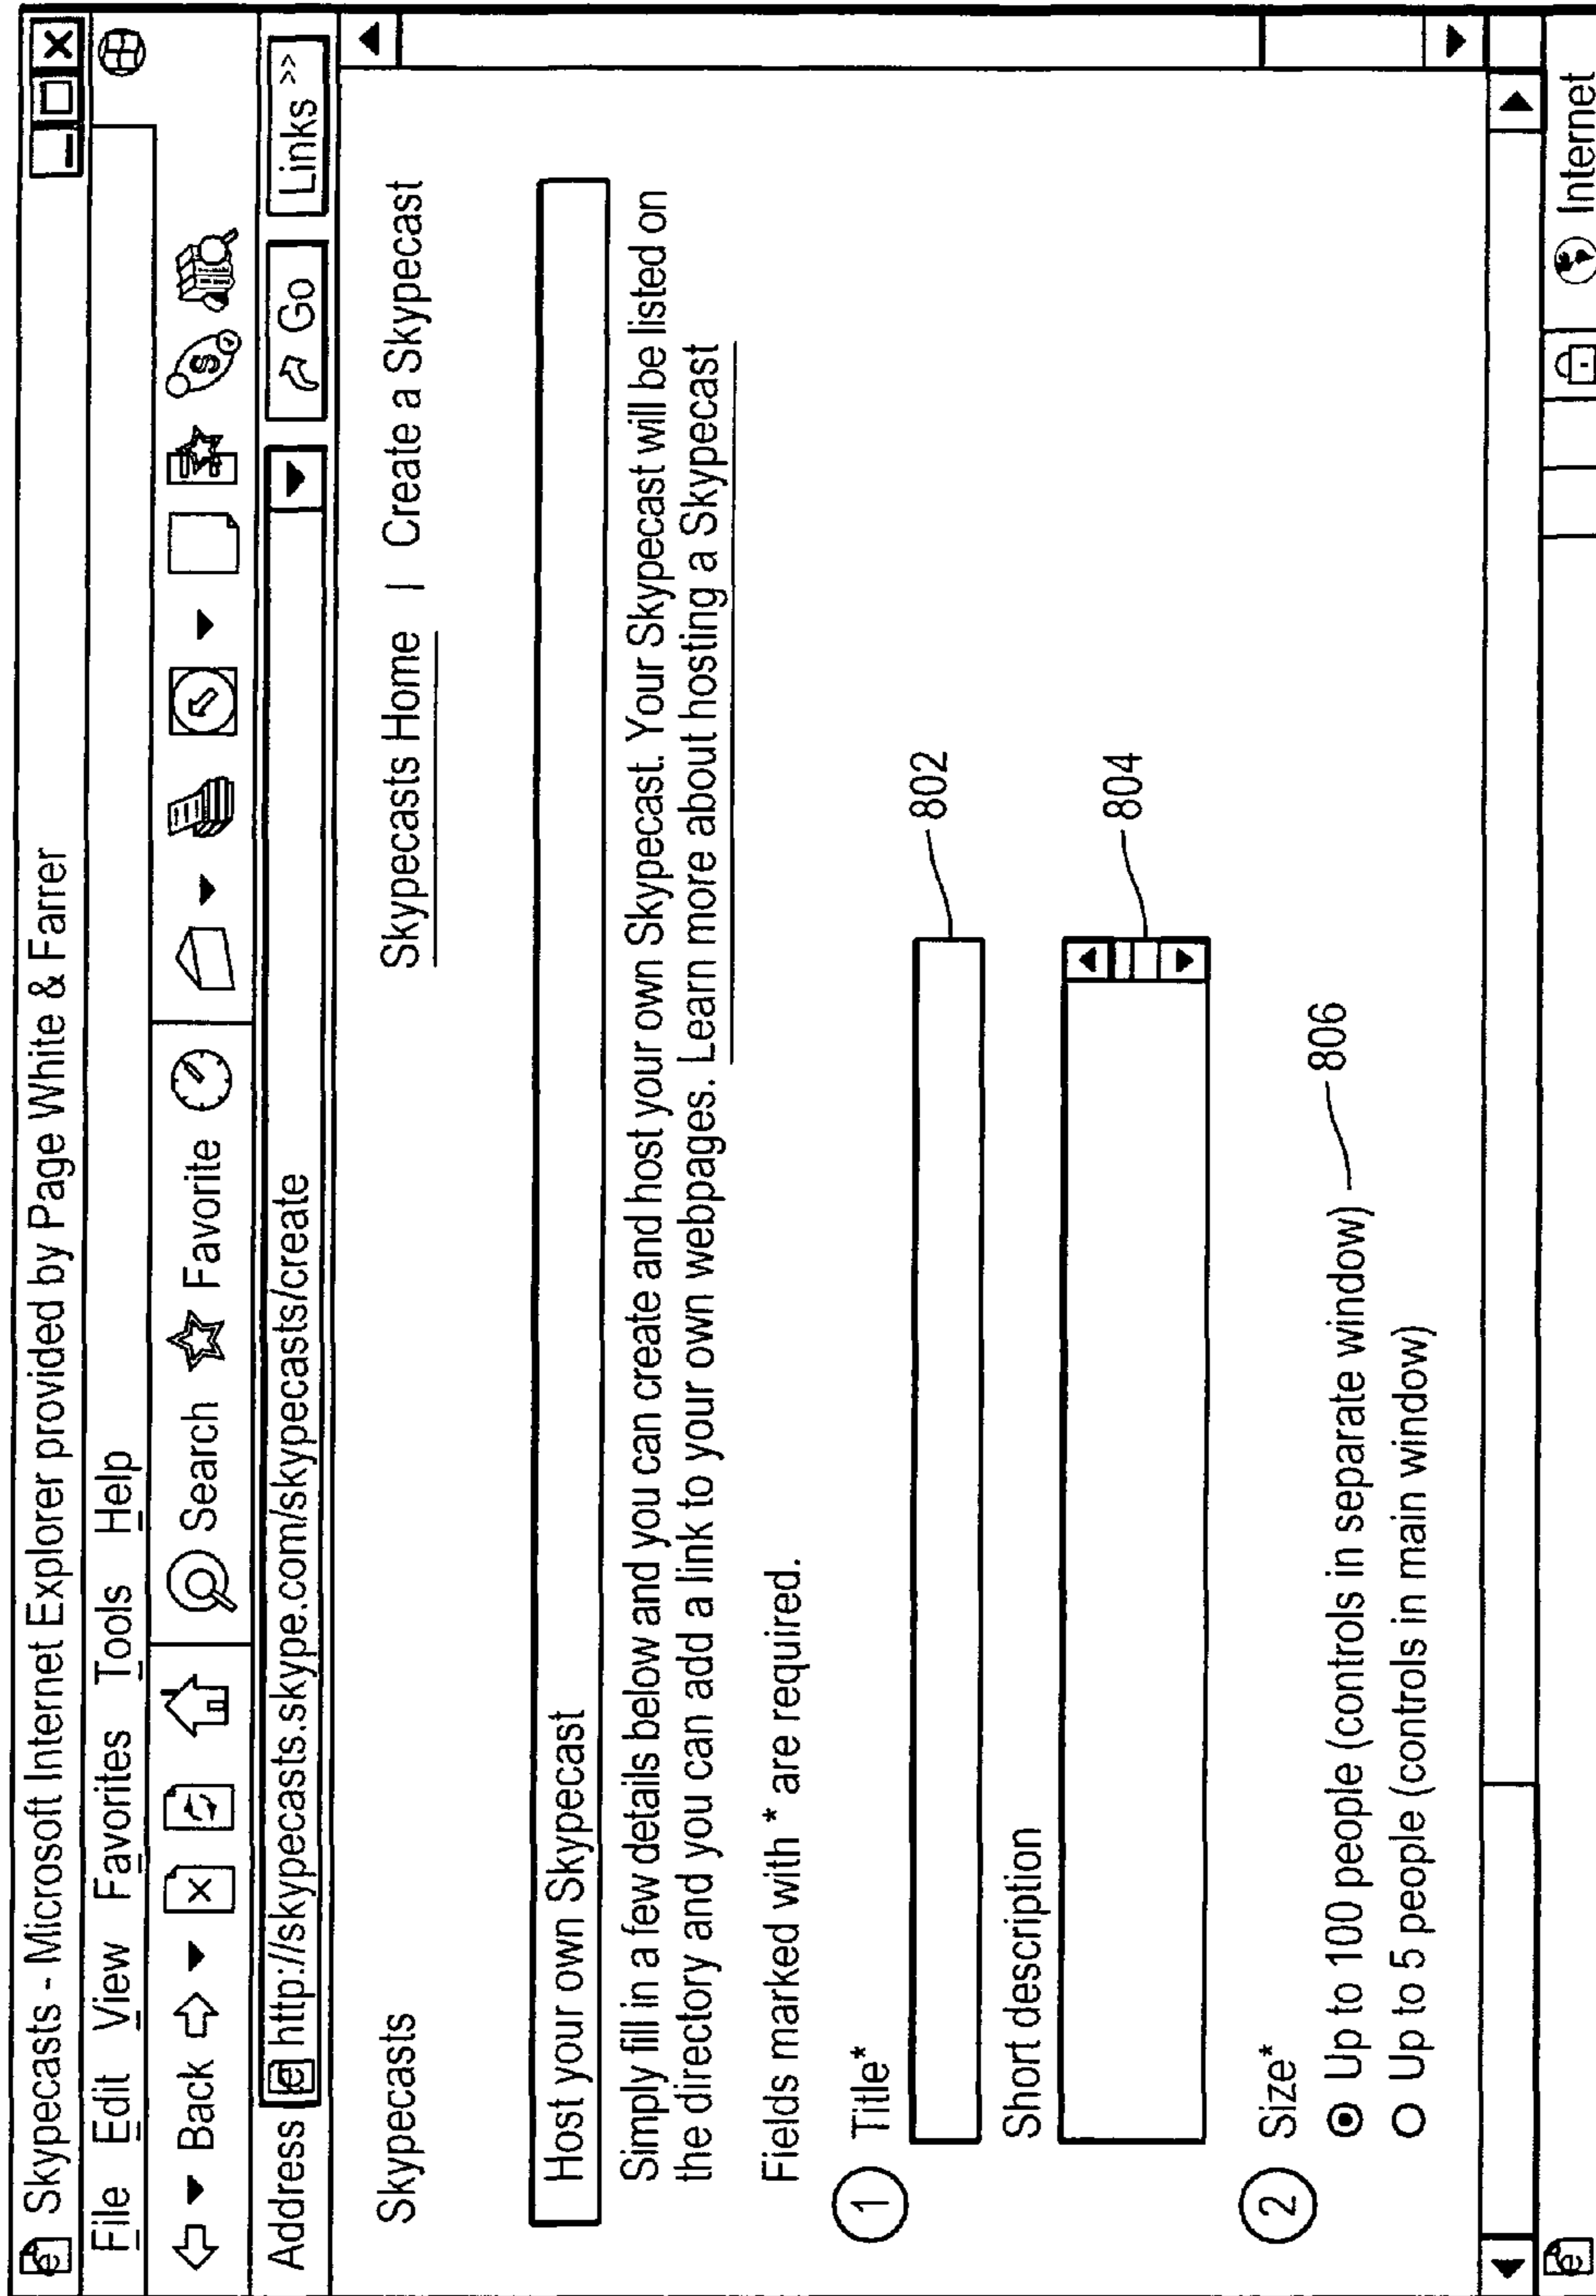 Skypecasts - Microsoft Internet Explorer provided by Page White & Farrer
File Edit View Favorites Tools Help
Back Search Favorite
Address http://skypecasts.skype.com/skypecasts/create Go Links >>
Skypecasts Skypecasts Home | Create a Skypecast
Host your own Skypecast
Simply fill in a few details below and you can create and host your own Skypecast. Your Skypecast will be listed on
the directory and you can add a link to your own webpages. Learn more about hosting a Skypecast
Fields marked with * are required.
1 Title*
802
Short description
804
2 Size*
Up to 100 people (controls in separate window) 806
Up to 5 people (controls in main window)
Internet